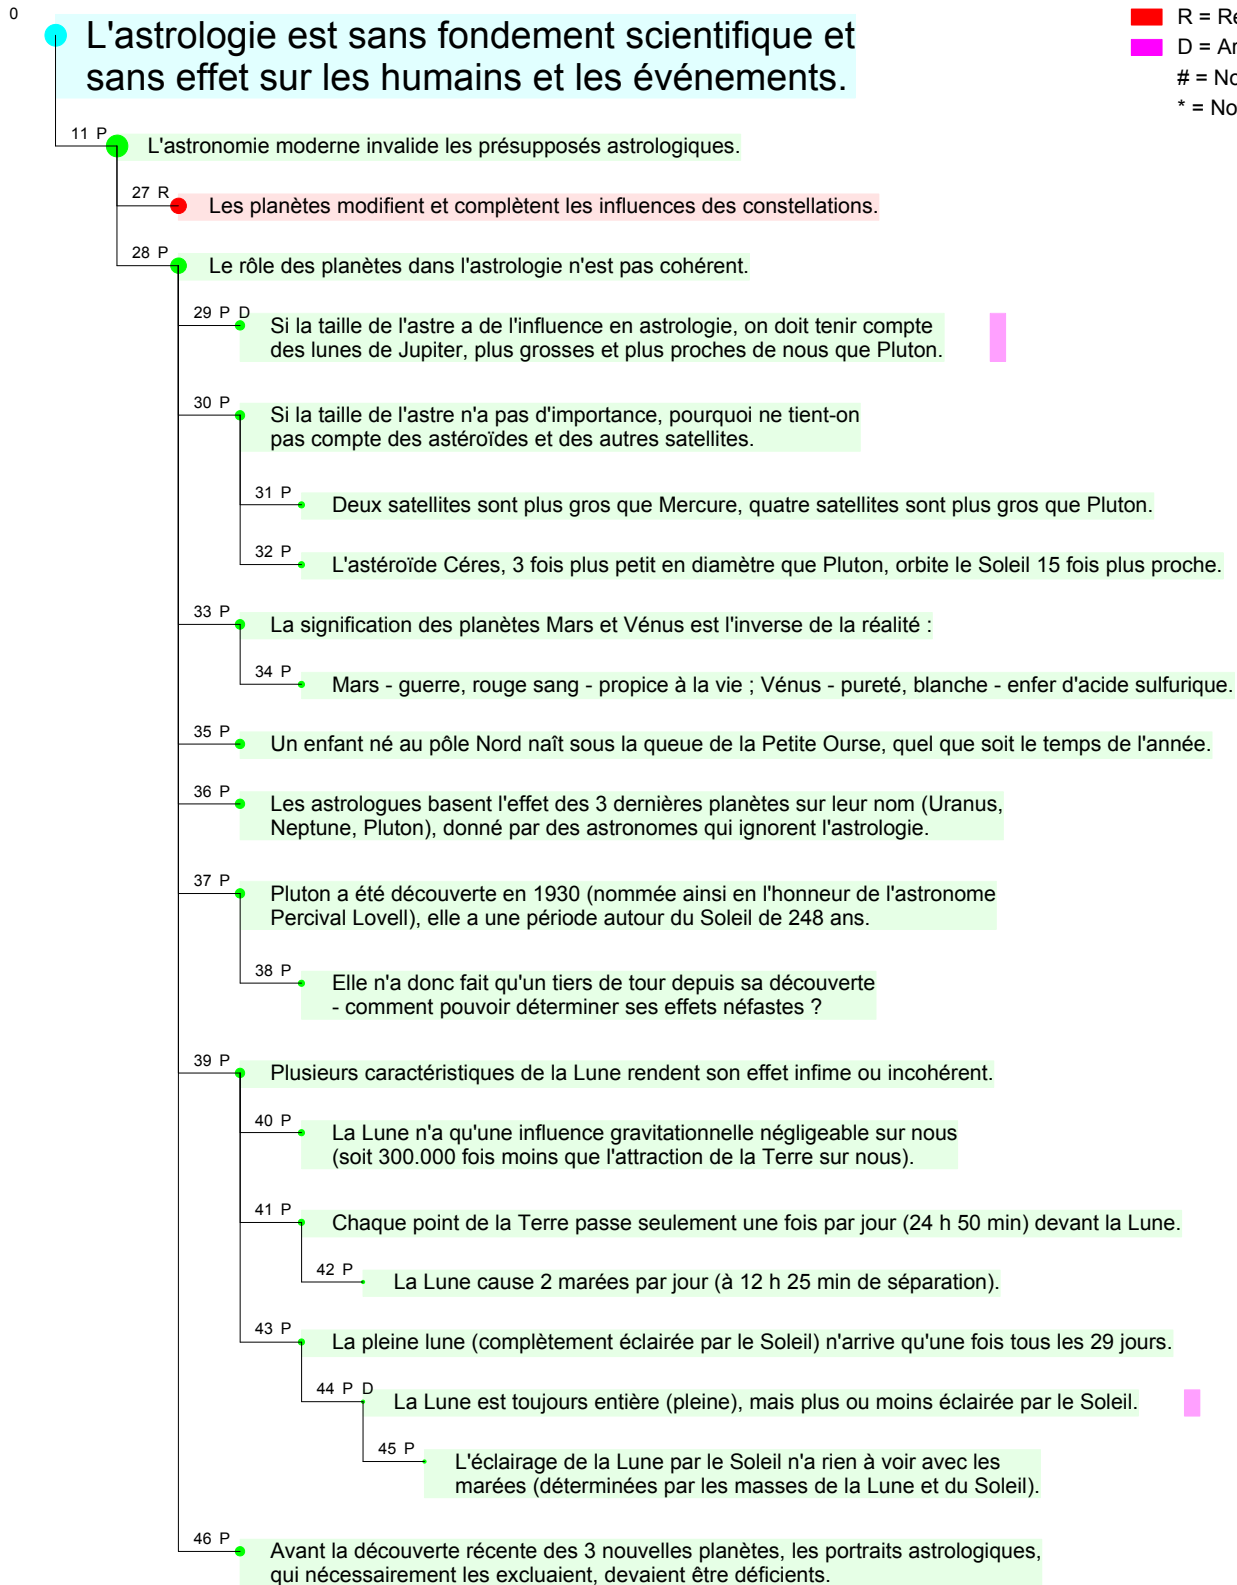 0
L'astrologie est sans fondement scientifique et
sans effet sur les humains et les événements.
R = Re
D = Ar
# = No
* = No
11 P
L'astronomie moderne invalide les présupposés astrologiques.
27 R
Les planètes modifient et complètent les influences des constellations.
28 P
Le rôle des planètes dans l'astrologie n'est pas cohérent.
29 P D
Si la taille de l'astre a de l'influence en astrologie, on doit tenir compte
des lunes de Jupiter, plus grosses et plus proches de nous que Pluton.
30 P
Si la taille de l'astre n'a pas d'importance, pourquoi ne tient-on
pas compte des astéroïdes et des autres satellites.
31 P
Deux satellites sont plus gros que Mercure, quatre satellites sont plus gros que Pluton.
32 P
L'astéroïde Céres, 3 fois plus petit en diamètre que Pluton, orbite le Soleil 15 fois plus proche.
33 P
La signification des planètes Mars et Vénus est l'inverse de la réalité :
34 P
Mars - guerre, rouge sang - propice à la vie ; Vénus - pureté, blanche - enfer d'acide sulfurique.
35 P
Un enfant né au pôle Nord naît sous la queue de la Petite Ourse, quel que soit le temps de l'année.
36 P
Les astrologues basent l'effet des 3 dernières planètes sur leur nom (Uranus,
Neptune, Pluton), donné par des astronomes qui ignorent l'astrologie.
37 P
Pluton a été découverte en 1930 (nommée ainsi en l'honneur de l'astronome
Percival Lovell), elle a une période autour du Soleil de 248 ans.
38 P
Elle n'a donc fait qu'un tiers de tour depuis sa découverte
- comment pouvoir déterminer ses effets néfastes ?
39 P
Plusieurs caractéristiques de la Lune rendent son effet infime ou incohérent.
40 P
La Lune n'a qu'une influence gravitationnelle négligeable sur nous
(soit 300.000 fois moins que l'attraction de la Terre sur nous).
41 P
Chaque point de la Terre passe seulement une fois par jour (24 h 50 min) devant la Lune.
42 P
La Lune cause 2 marées par jour (à 12 h 25 min de séparation).
43 P
La pleine lune (complètement éclairée par le Soleil) n'arrive qu'une fois tous les 29 jours.
44 P D
La Lune est toujours entière (pleine), mais plus ou moins éclairée par le Soleil.
45 P
L'éclairage de la Lune par le Soleil n'a rien à voir avec les
marées (déterminées par les masses de la Lune et du Soleil).
46 P
Avant la découverte récente des 3 nouvelles planètes, les portraits astrologiques,
qui nécessairement les excluaient, devaient être déficients.